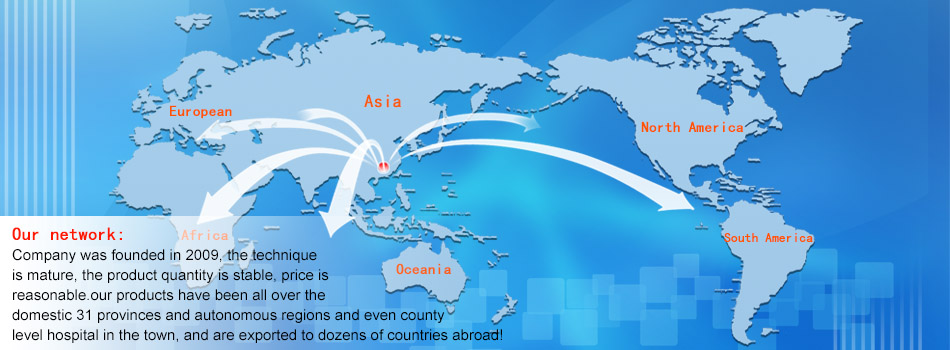 Asia
European
North America
Our network:
Africa
South America
Company was founded in 2009, the technique
is mature, the product quantity is stable, price is
Oceania
reasonable.our products have been all over the
domestic 31 provinces and autonomous regions and even county
level hospital in the town, and are exported to dozens of countries abroad!